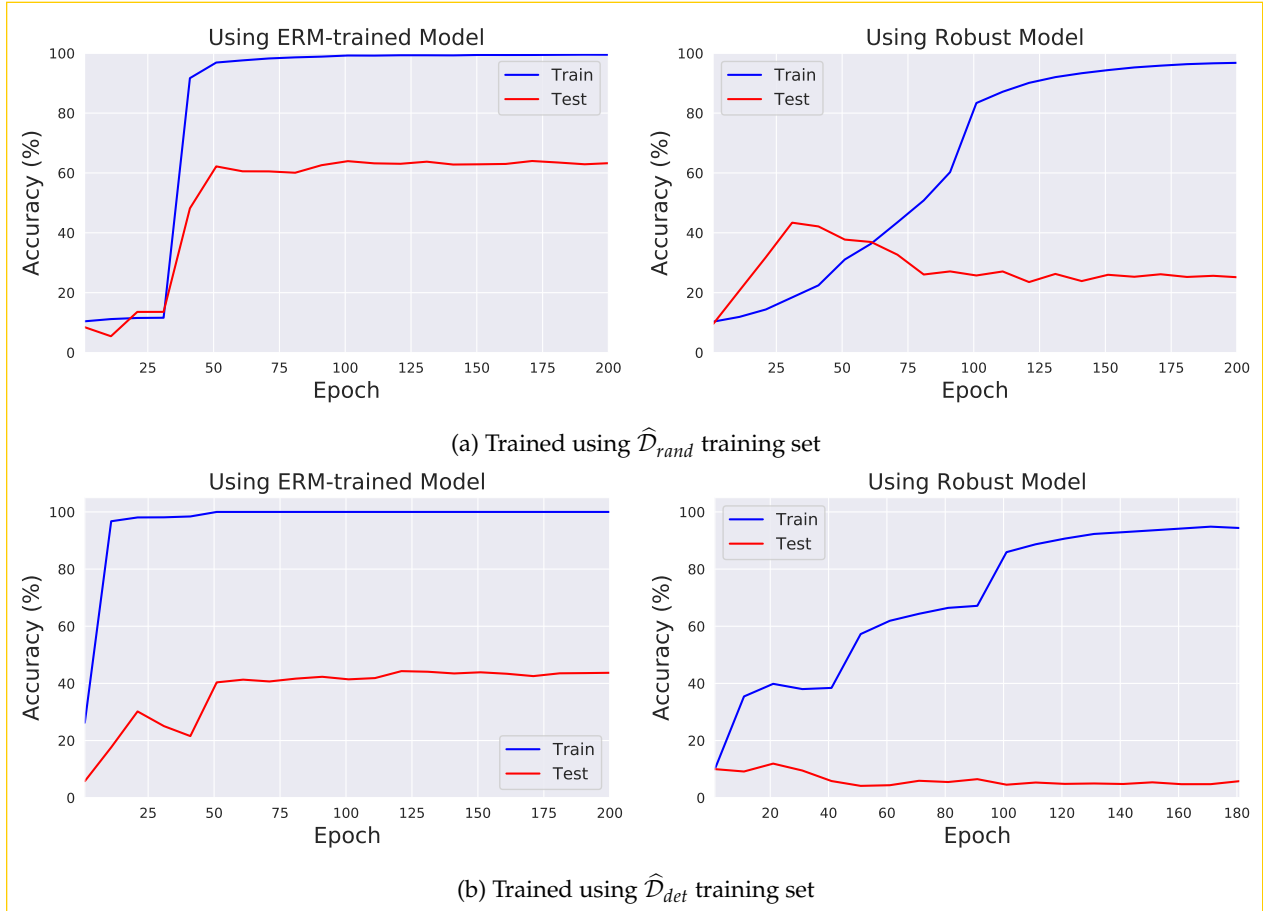 Using ERM-trained Model
100
80
60
40
20
0
Accuracy (%)
Train
Test
25 50 75 100 125 150 175 200
Epoch
Using Robust Model
100
80
60
40
20
0
Accuracy (%)
Train
Test
25 50 75 100 125 150 175 200
Epoch
(a) Trained using $\widehat{\mathcal{D}}_{rand}$ training set
Using ERM-trained Model
100
80
60
40
20
0
Accuracy (%)
Train
Test
25 50 75 100 125 150 175 200
Epoch
Using Robust Model
100
80
60
40
20
0
Accuracy (%)
Train
Test
20 40 60 80 100 120 140 160 180
Epoch
(b) Trained using $\widehat{\mathcal{D}}_{det}$ training set